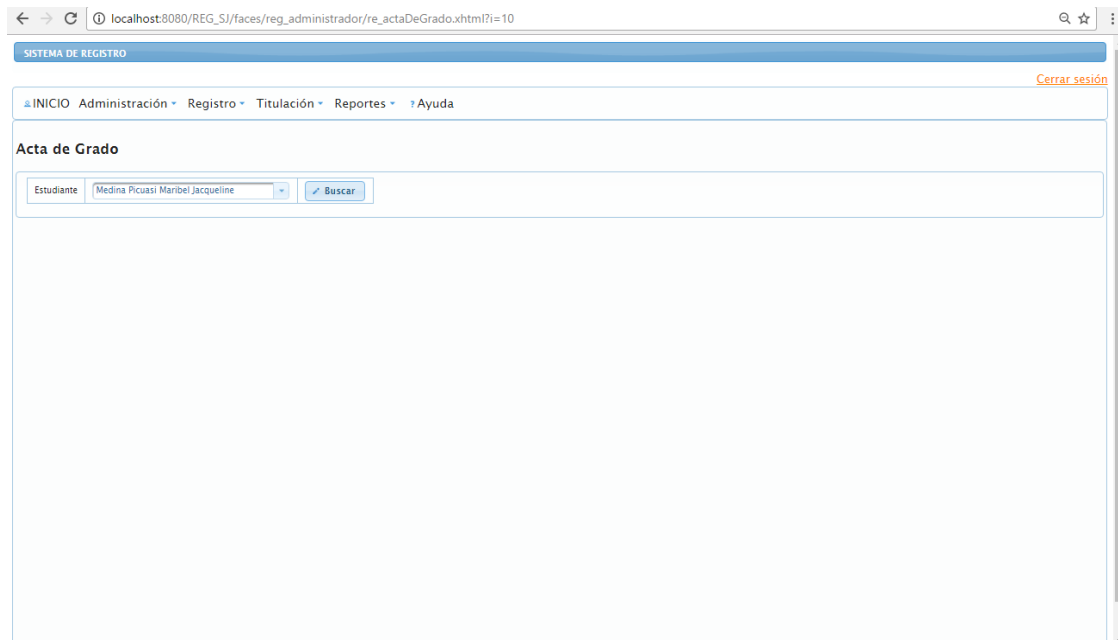 localhost:8080/REG_SJ/faces/reg_administrador/re_actaDeGrado.xhtml?i=10
SISTEMA DE REGISTRO
Cerrar sesión
INICIO Administración Registro Titulación Reportes ? Ayuda
Acta de Grado
Estudiante Medina Picuasi Maribel Jacqueline Buscar